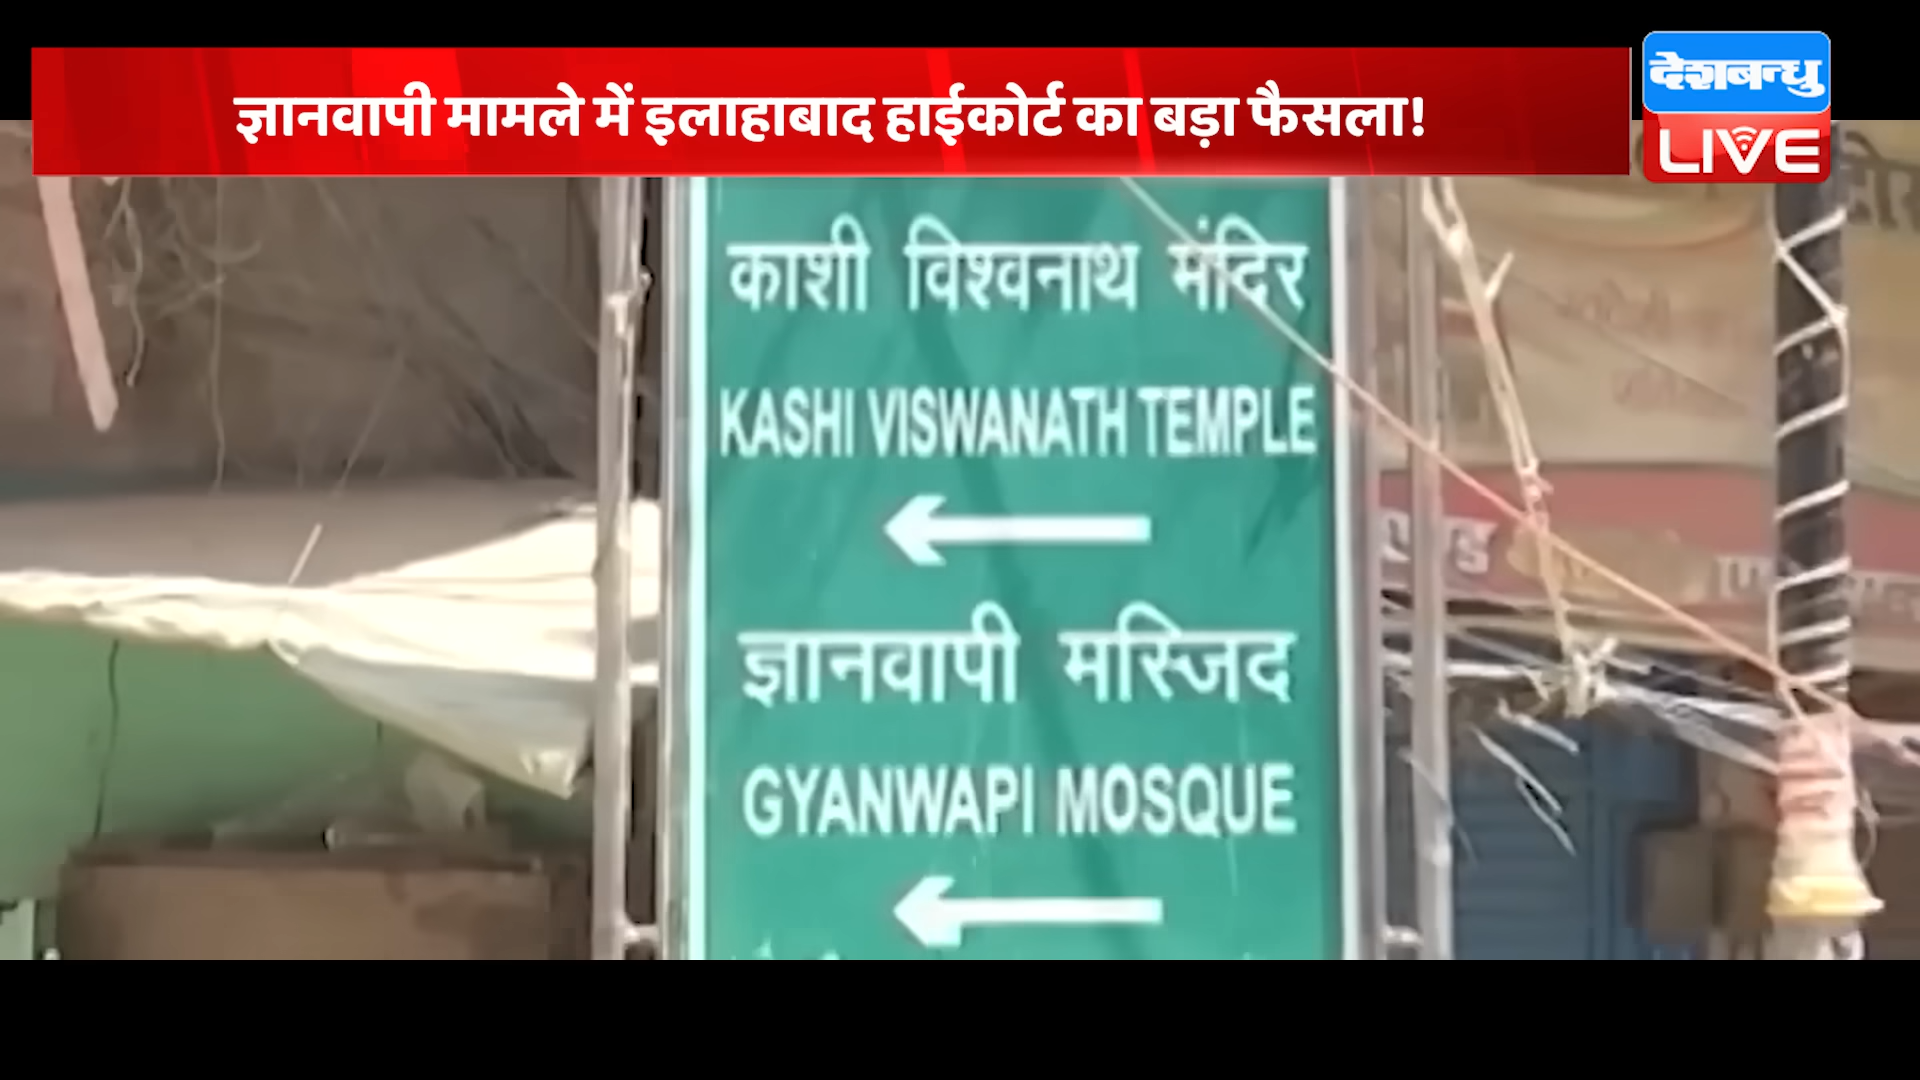 ज्ञानवापी मामले में इलाहाबाद हाईकोर्ट का बड़ा फैसला!
देशबन्धु
LIVE
काशी विश्वनाथ मंदिर
KASHI VISWANATH TEMPLE
ज्ञानवापी मस्जिद
GYANWAPI MOSQUE